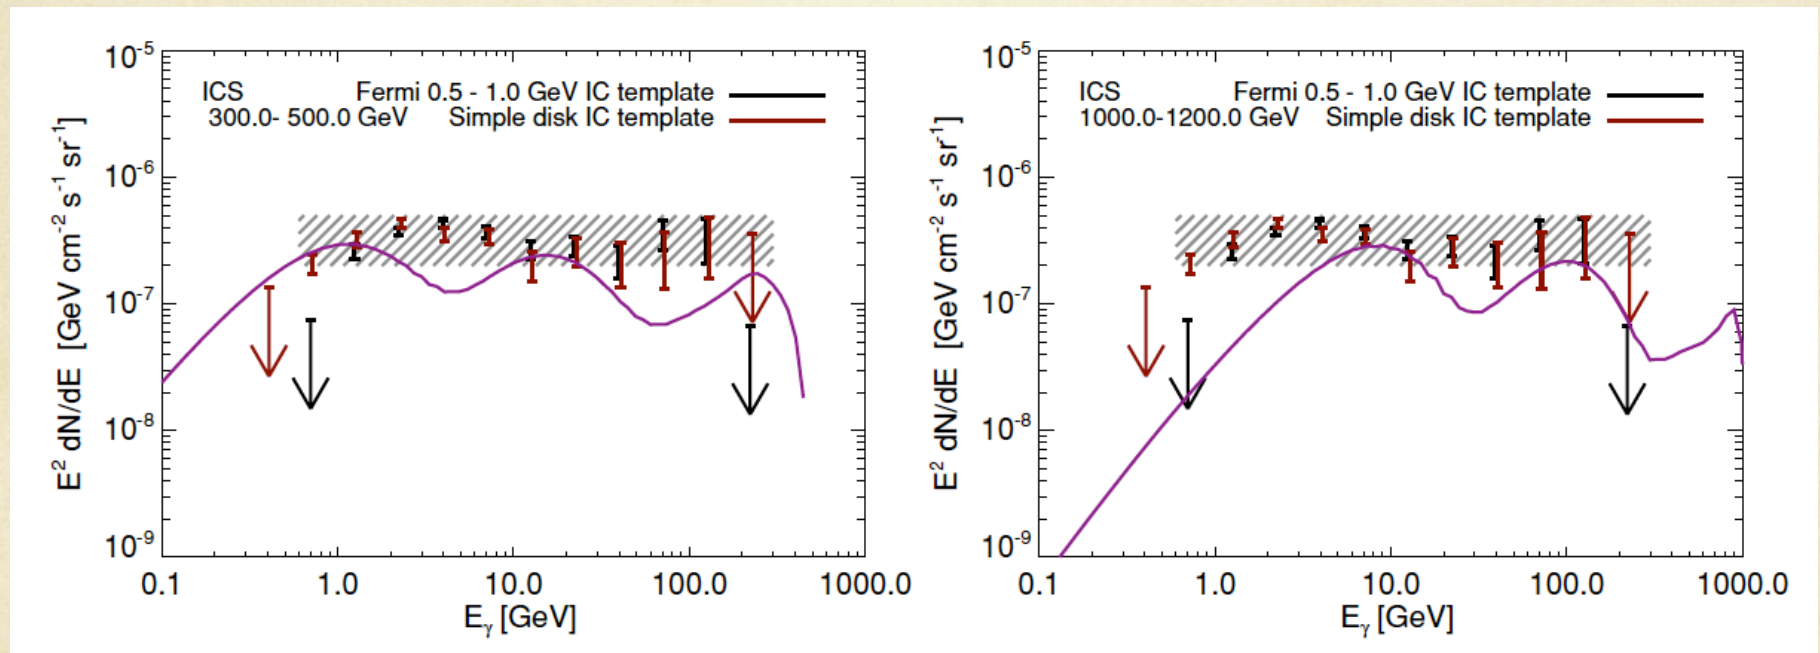 10⁻⁵
ICS Fermi 0.5 - 1.0 GeV IC template
300.0- 500.0 GeV Simple disk IC template
10⁻⁶
10⁻⁷
10⁻⁸
10⁻⁹
E² dN/dE [GeV cm⁻² s⁻¹ sr⁻¹]
0.1 1.0 10.0 100.0 1000.0
Eγ [GeV]
10⁻⁵
ICS Fermi 0.5 - 1.0 GeV IC template
1000.0-1200.0 GeV Simple disk IC template
10⁻⁶
10⁻⁷
10⁻⁸
10⁻⁹
E² dN/dE [GeV cm⁻² s⁻¹ sr⁻¹]
0.1 1.0 10.0 100.0 1000.0
Eγ [GeV]